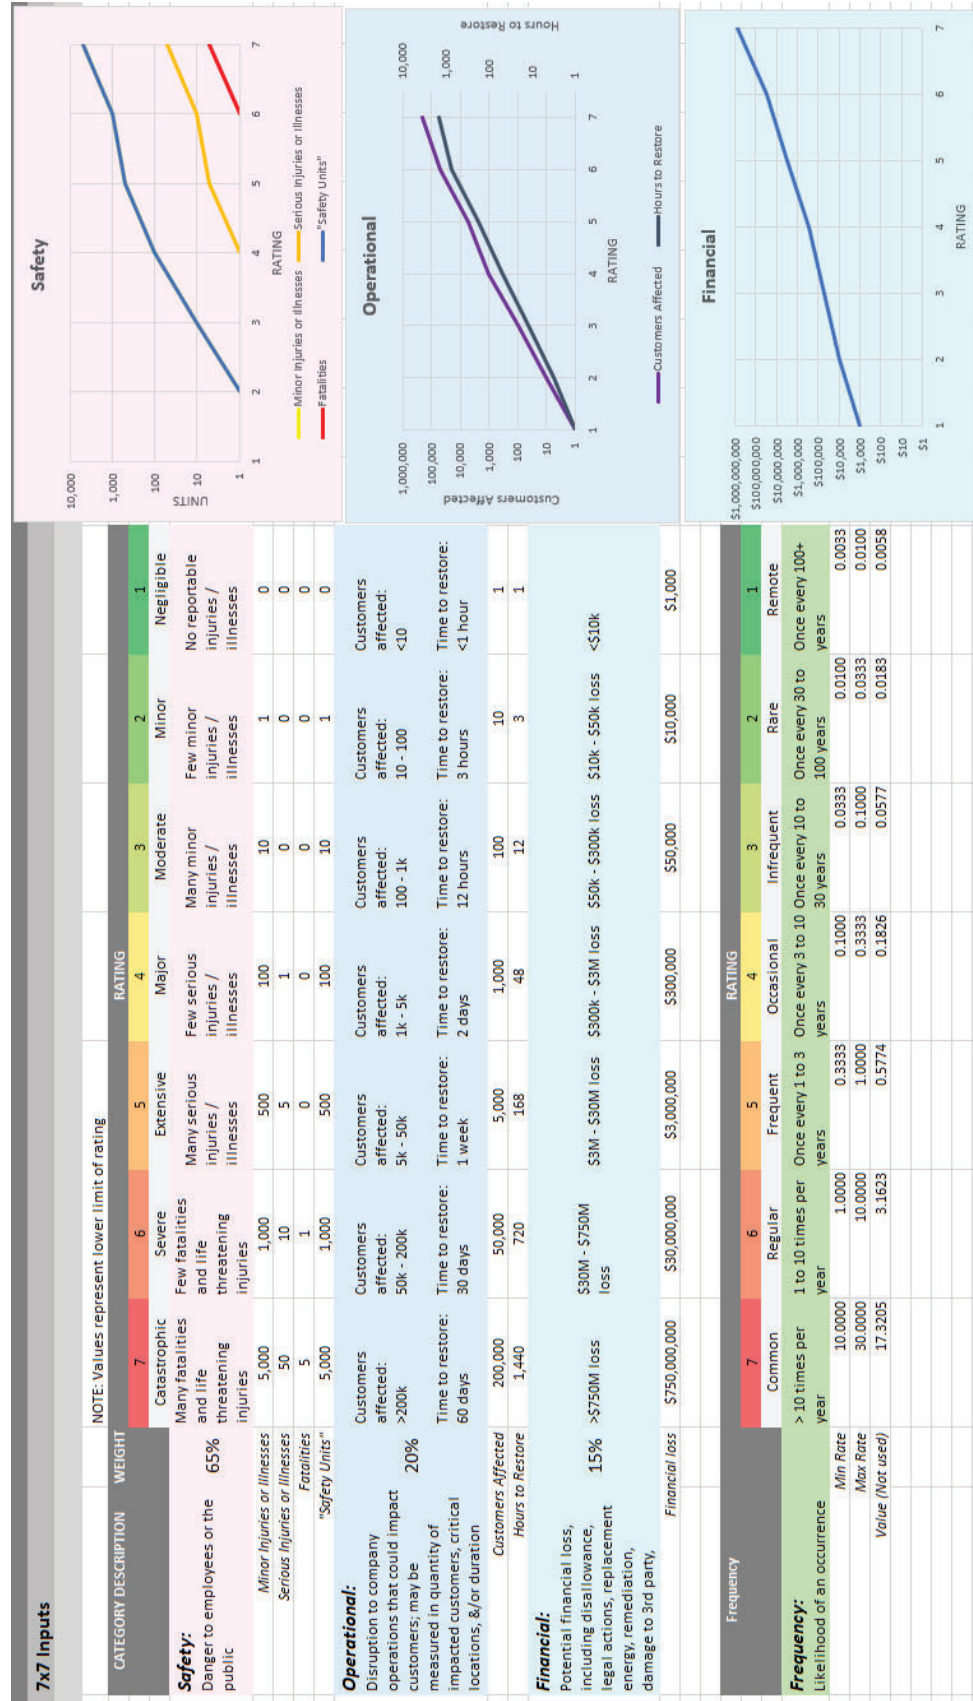 7x7 Inputs
NOTE: Values represent lower limit of rating
CATEGORY DESCRIPTION WEIGHT RATING
7 6 5 4 3 2 1
Catastrophic Severe Extensive Major Moderate Minor Negligible
Safety:
Danger to employees or the
public
65%
Many fatalities
and life
threatening
injuries
Few fatalities
and life
threatening
injuries
Many serious
injuries /
illnesses
Few serious
injuries /
illnesses
Many minor
injuries /
illnesses
Few minor
injuries /
illnesses
No reportable
injuries /
illnesses
Minor Injuries or Illnesses 5,000 1,000 500 100 10 1 0
Serious Injuries or Illnesses 50 10 5 1 0 0 0
Fatalities 5 1 0 0 0 0 0
"Safety Units" 5,000 1,000 500 100 10 1 0
Operational:
Disruption to company
operations that could impact
customers; may be
measured in quantity of
impacted customers, critical
locations, &/or duration
20%
Customers
affected:
>200k
Time to restore:
60 days
Customers
affected:
50k - 200k
Time to restore:
30 days
Customers
affected:
5k - 50k
Time to restore:
1 week
Customers
affected:
1k - 5k
Time to restore:
2 days
Customers
affected:
100 - 1k
Time to restore:
12 hours
Customers
affected:
10 - 100
Time to restore:
3 hours
Customers
affected:
<10
Time to restore:
<1 hour
Customers Affected 200,000 50,000 5,000 1,000 100 10 1
Hours to Restore 1,440 720 168 48 12 3 1
Financial:
Potential financial loss,
including disallowance,
legal actions, replacement
energy, remediation,
damage to 3rd party,
15%
>$750M loss
$30M - $750M
loss
$3M - $30M loss
$300k - $3M loss
$50k - $300k loss
$10k - $50k loss
<$10k
Financial loss $750,000,000 $30,000,000 $3,000,000 $300,000 $50,000 $10,000 $1,000
Frequency RATING
7 6 5 4 3 2 1
Common Regular Frequent Occasional Infrequent Rare Remote
Frequency:
Likelihood of an occurrence
> 10 times per
year
1 to 10 times per
year
Once every 1 to 3
years
Once every 3 to 10
years
Once every 10 to
30 years
Once every 30 to
100 years
Once every 100+
years
Min Rate 10.0000 1.0000 0.3333 0.1000 0.0333 0.0100 0.0033
Max Rate 30.0000 10.0000 1.0000 0.3333 0.1000 0.0333 0.0100
Value (Not used) 17.3205 3.1623 0.5774 0.1826 0.0577 0.0183 0.0058
Safety
10,000
1,000
100
10
1
UNITS
1 2 3 4 5 6 7
RATING
Minor Injuries or Illnesses Serious Injuries or Illnesses
Fatalities "Safety Units"
Operational
1,000,000
100,000
10,000
1,000
100
10
1
Customers Affected
10,000
1,000
100
10
1
Hours to Restore
1 2 3 4 5 6 7
RATING
Customers Affected Hours to Restore
Financial
$1,000,000,000
$100,000,000
$10,000,000
$1,000,000
$100,000
$10,000
$1,000
$100
$10
$1
1 2 3 4 5 6 7
RATING